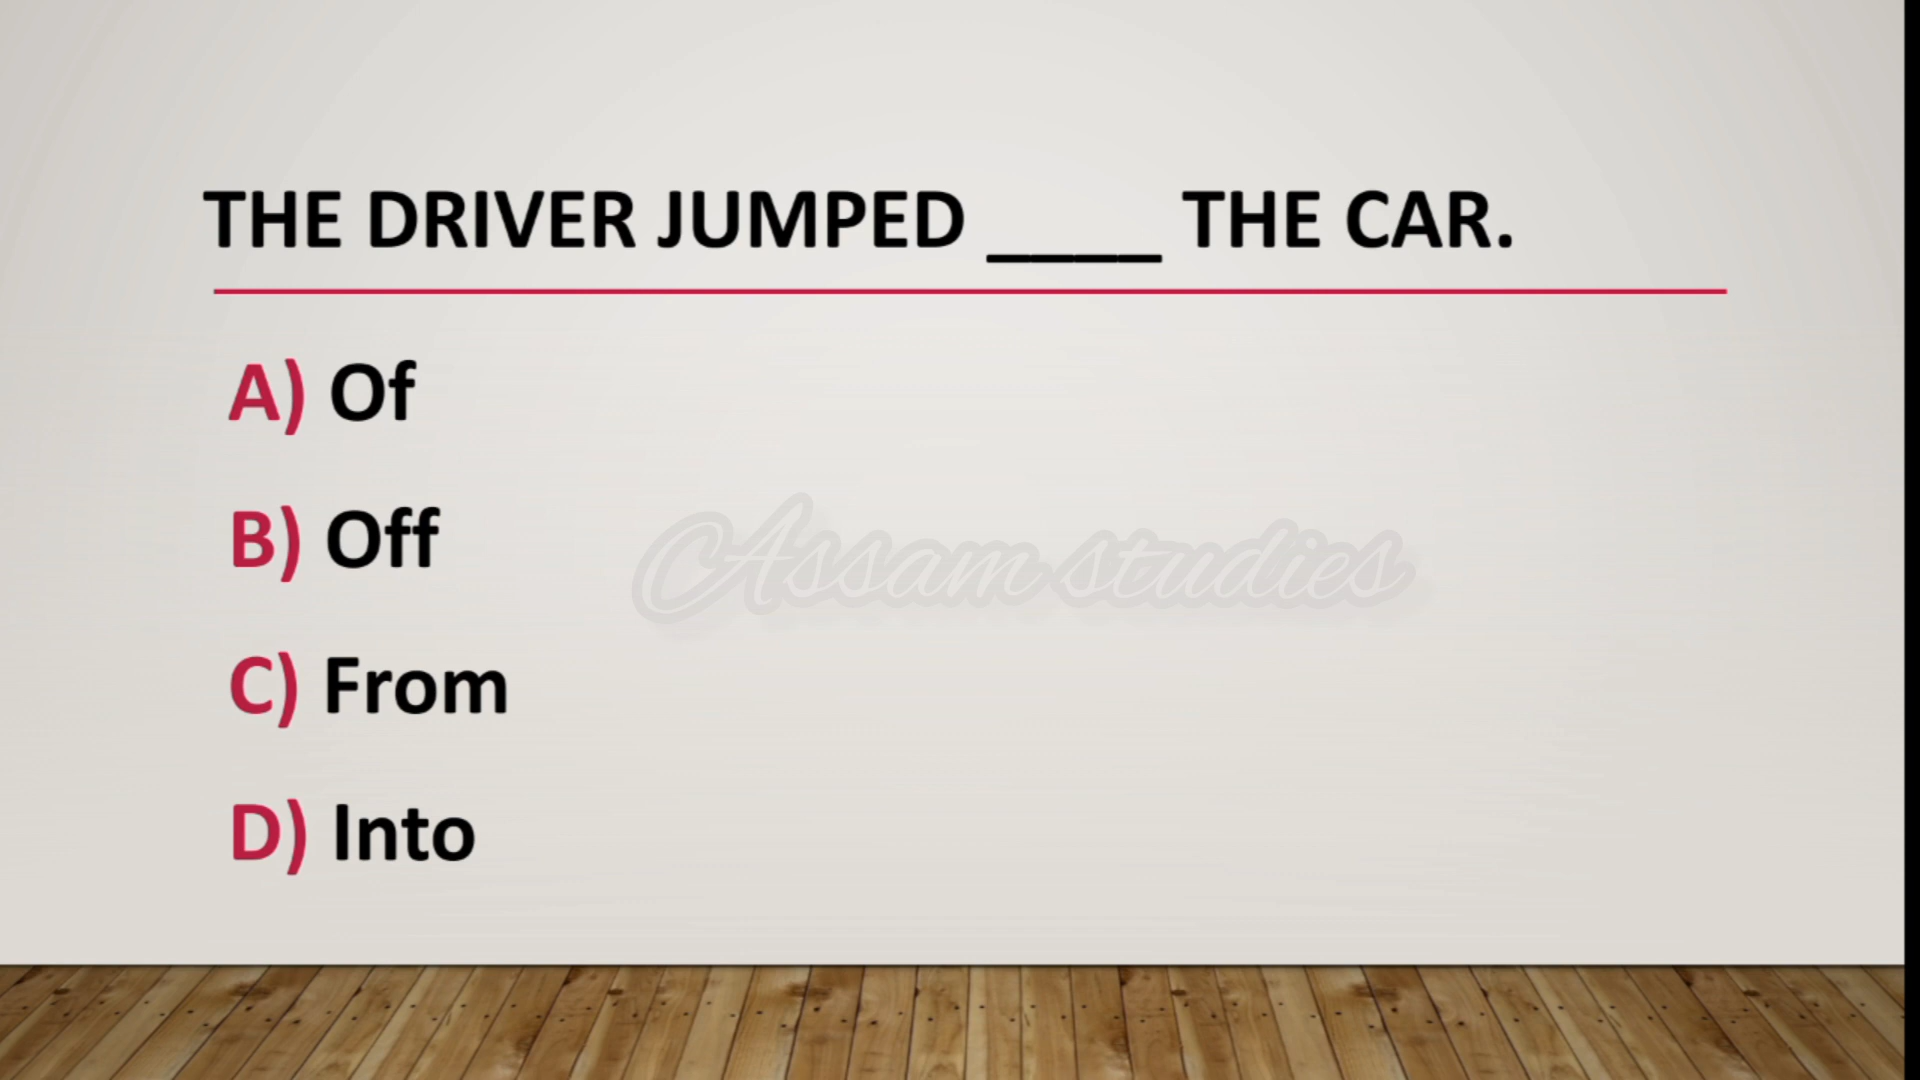 THE DRIVER JUMPED ____ THE CAR.
A) Of
B) Off
Assam studies
C) From
D) Into